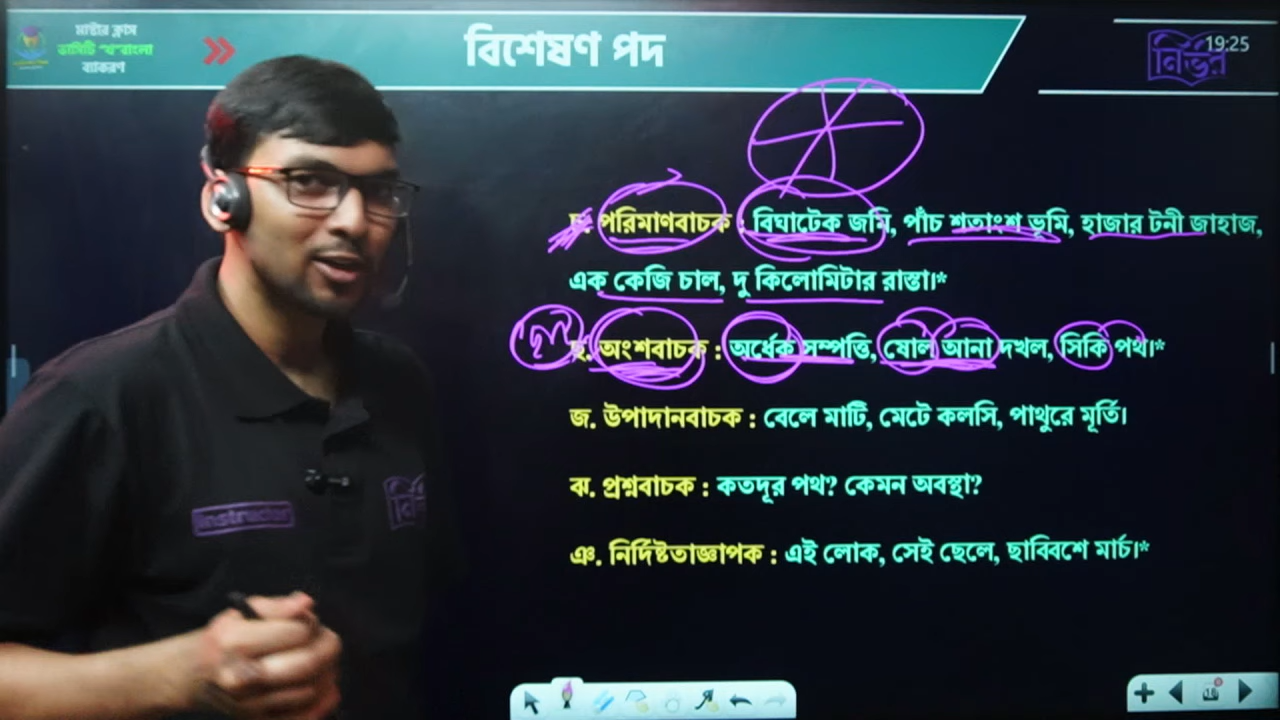 মাস্টার ক্লাস
ভার্সিটি "খ" বাংলা
ব্যাকরণ
বিশেষণ পদ
নির্ভর
19:25
পরিমাণবাচক : বিঘাটেক জমি, পাঁচ শতাংশ ভূমি, হাজার টনী জাহাজ,
এক কেজি চাল, দু কিলোমিটার রাস্তা।*
ছ. অংশবাচক : অর্ধেক সম্পত্তি, ষোল আনা দখল, সিকি পথ।*
জ. উপাদানবাচক : বেলে মাটি, মেটে কলসি, পাথুরে মূর্তি।
ঝ. প্রশ্নবাচক : কতদূর পথ? কেমন অবস্থা?
ঞ. নির্দিষ্টতাজ্ঞাপক : এই লোক, সেই ছেলে, ছাব্বিশে মার্চ।*
Instructor